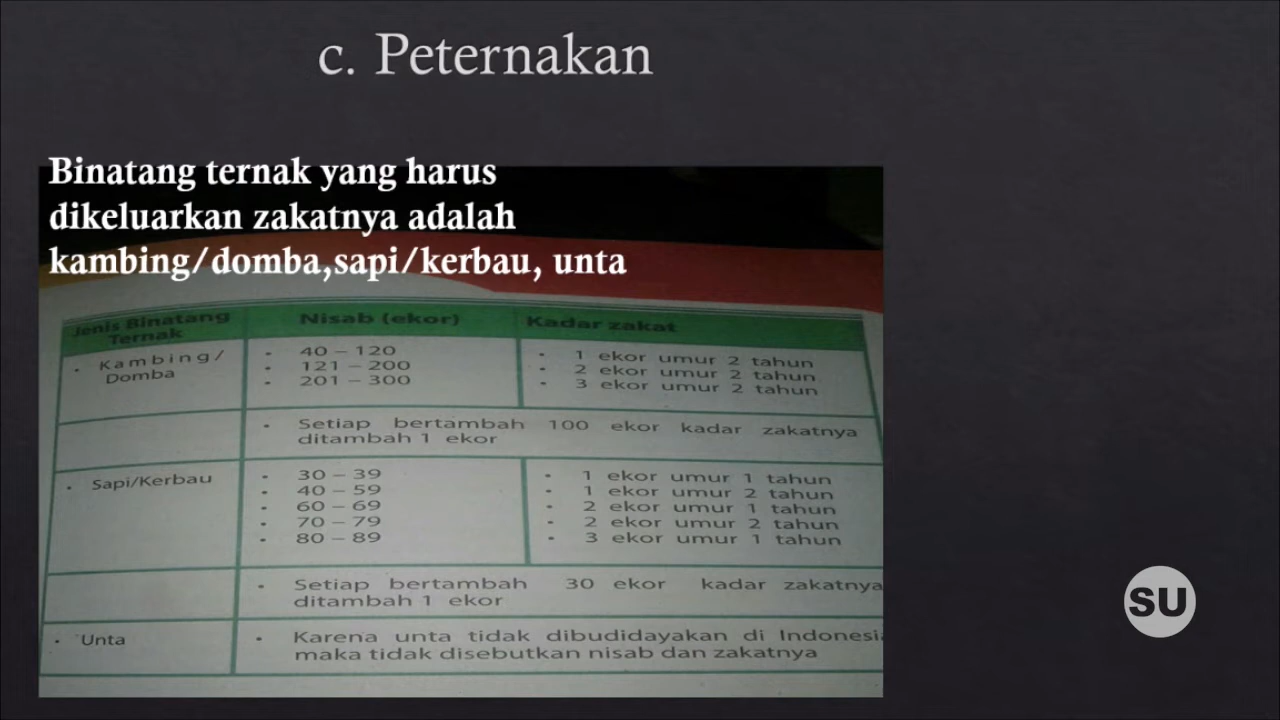 c. Peternakan
Binatang ternak yang harus
dikeluarkan zakatnya adalah
kambing/domba,sapi/kerbau, unta
Jenis Binatang
Ternak
Nisab (ekor)
Kadar zakat
• Kambing/
Domba
• 40 – 120
• 121 – 200
• 201 – 300
• 1 ekor umur 2 tahun
• 2 ekor umur 2 tahun
• 3 ekor umur 2 tahun
• Setiap bertambah 100 ekor kadar zakatnya
ditambah 1 ekor
• Sapi/Kerbau
• 30 – 39
• 40 – 59
• 60 – 69
• 70 – 79
• 80 – 89
• 1 ekor umur 1 tahun
• 1 ekor umur 2 tahun
• 2 ekor umur 1 tahun
• 2 ekor umur 2 tahun
• 3 ekor umur 1 tahun
• Setiap bertambah 30 ekor kadar zakatnya
ditambah 1 ekor
• Unta
• Karena unta tidak dibudidayakan di Indonesia
maka tidak disebutkan nisab dan zakatnya
SU